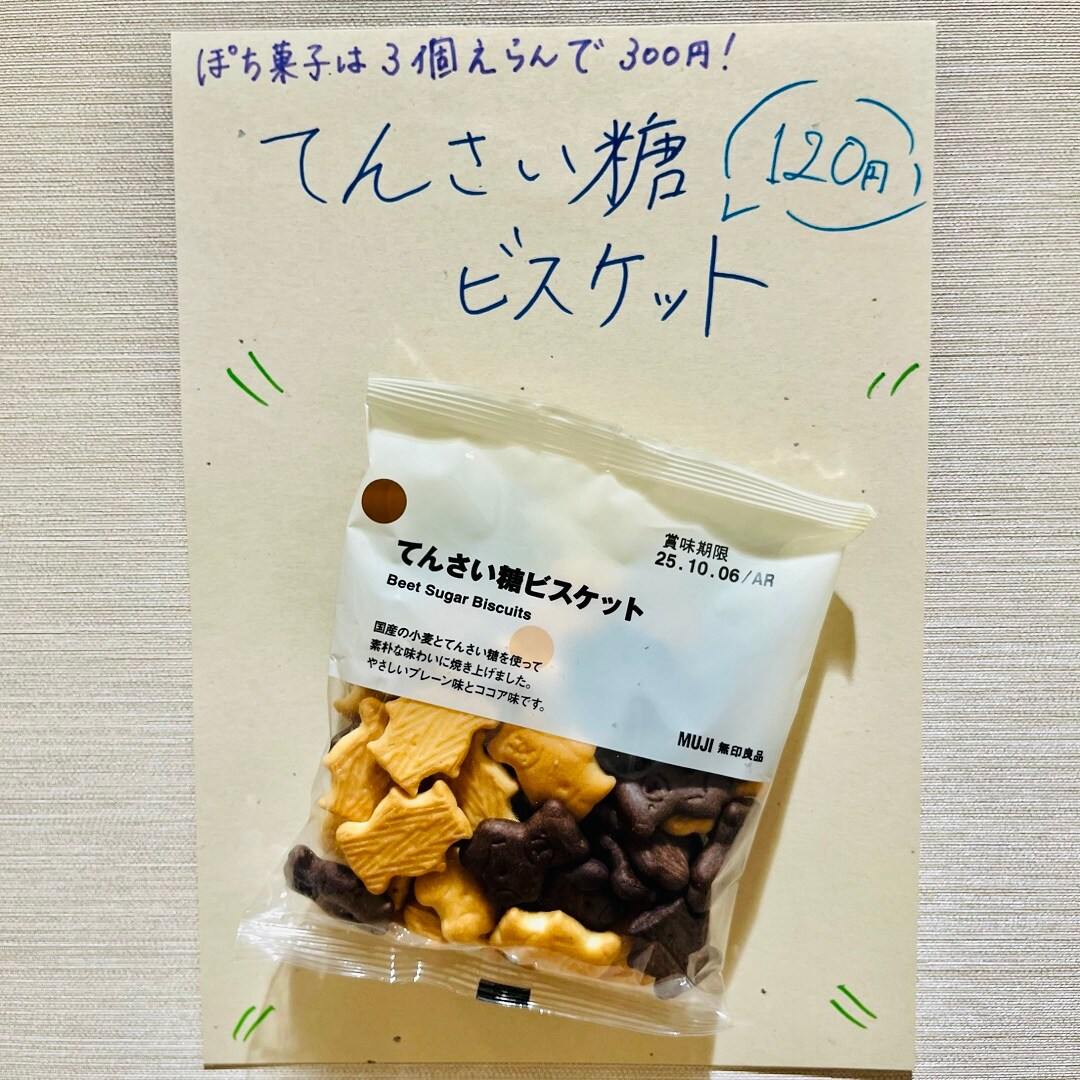 ぽち菓子は3個えらんで300円!
てんさい糖
120円
ビスケット
賞味期限
25.10.06/AR
てんさい糖ビスケット
Beet Sugar Biscuits
国産の小麦とてんさい糖を使って
素朴な味わいに焼き上げました。
やさしいプレーン味とココア味です。
MUJI 無印良品